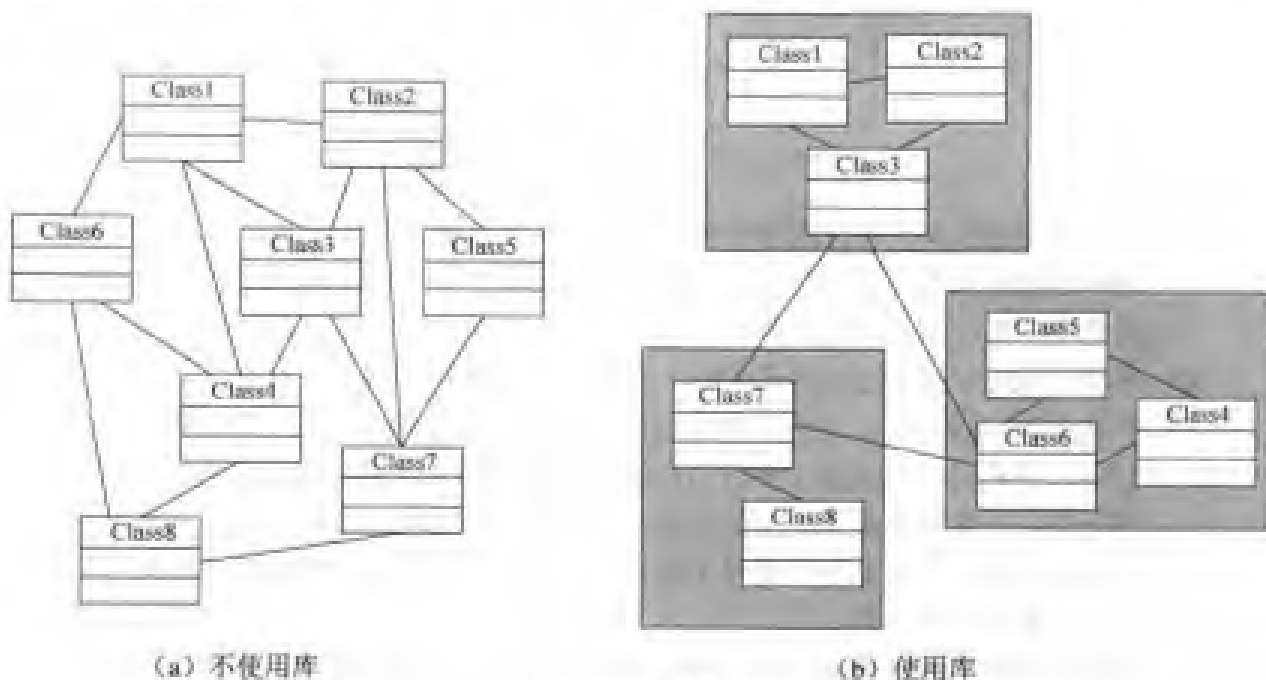 Class1
Class2
Class6
Class3
Class5
Class4
Class7
Class8
(a) 不使用库
Class1
Class2
Class3
Class5
Class7
Class4
Class6
Class8
(b) 使用库